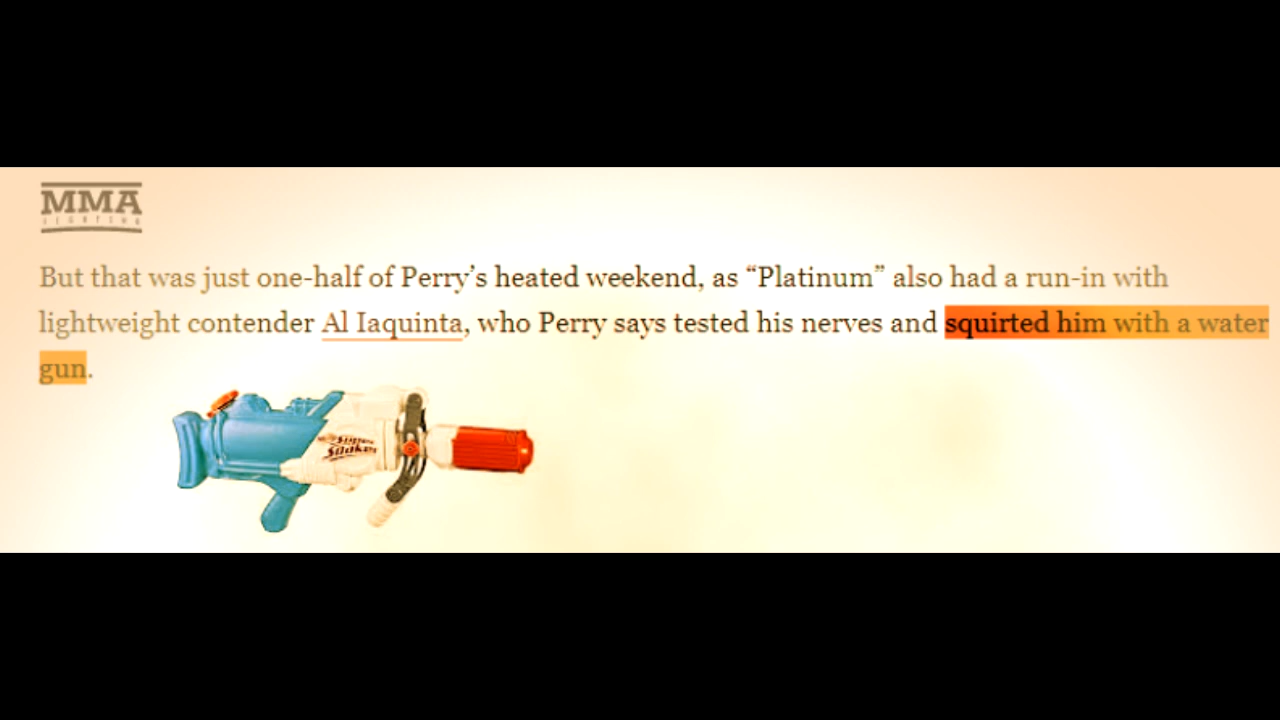 MMA
FIGHTING
But that was just one-half of Perry’s heated weekend, as “Platinum” also had a run-in with
lightweight contender Al Iaquinta, who Perry says tested his nerves and squirted him with a water
gun.